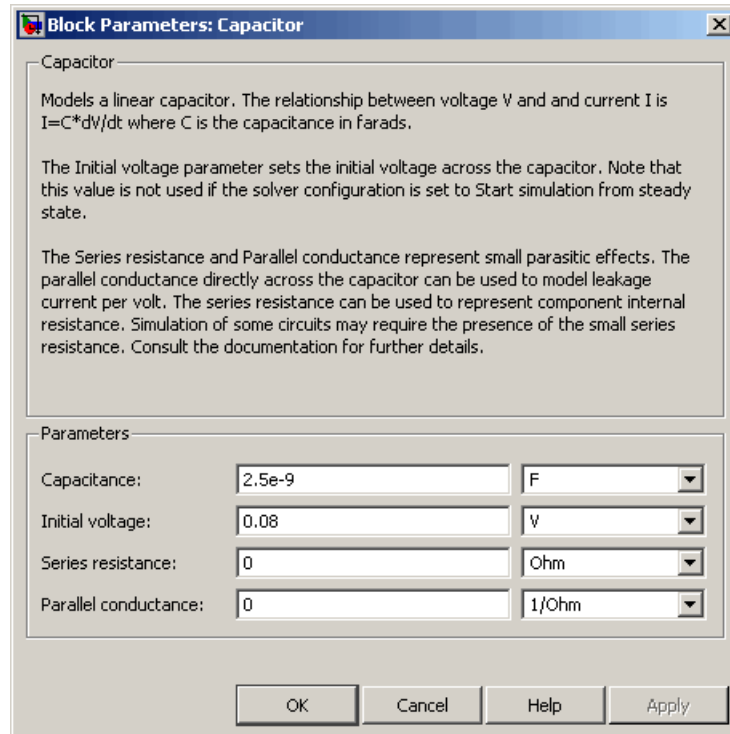 Block Parameters: Capacitor
Capacitor
Models a linear capacitor. The relationship between voltage V and and current I is
I=C*dV/dt where C is the capacitance in farads.
The Initial voltage parameter sets the initial voltage across the capacitor. Note that
this value is not used if the solver configuration is set to Start simulation from steady
state.
The Series resistance and Parallel conductance represent small parasitic effects. The
parallel conductance directly across the capacitor can be used to model leakage
current per volt. The series resistance can be used to represent component internal
resistance. Simulation of some circuits may require the presence of the small series
resistance. Consult the documentation for further details.
Parameters
Capacitance: 2.5e-9 F
Initial voltage: 0.08 V
Series resistance: 0 Ohm
Parallel conductance: 0 1/Ohm
OK Cancel Help Apply